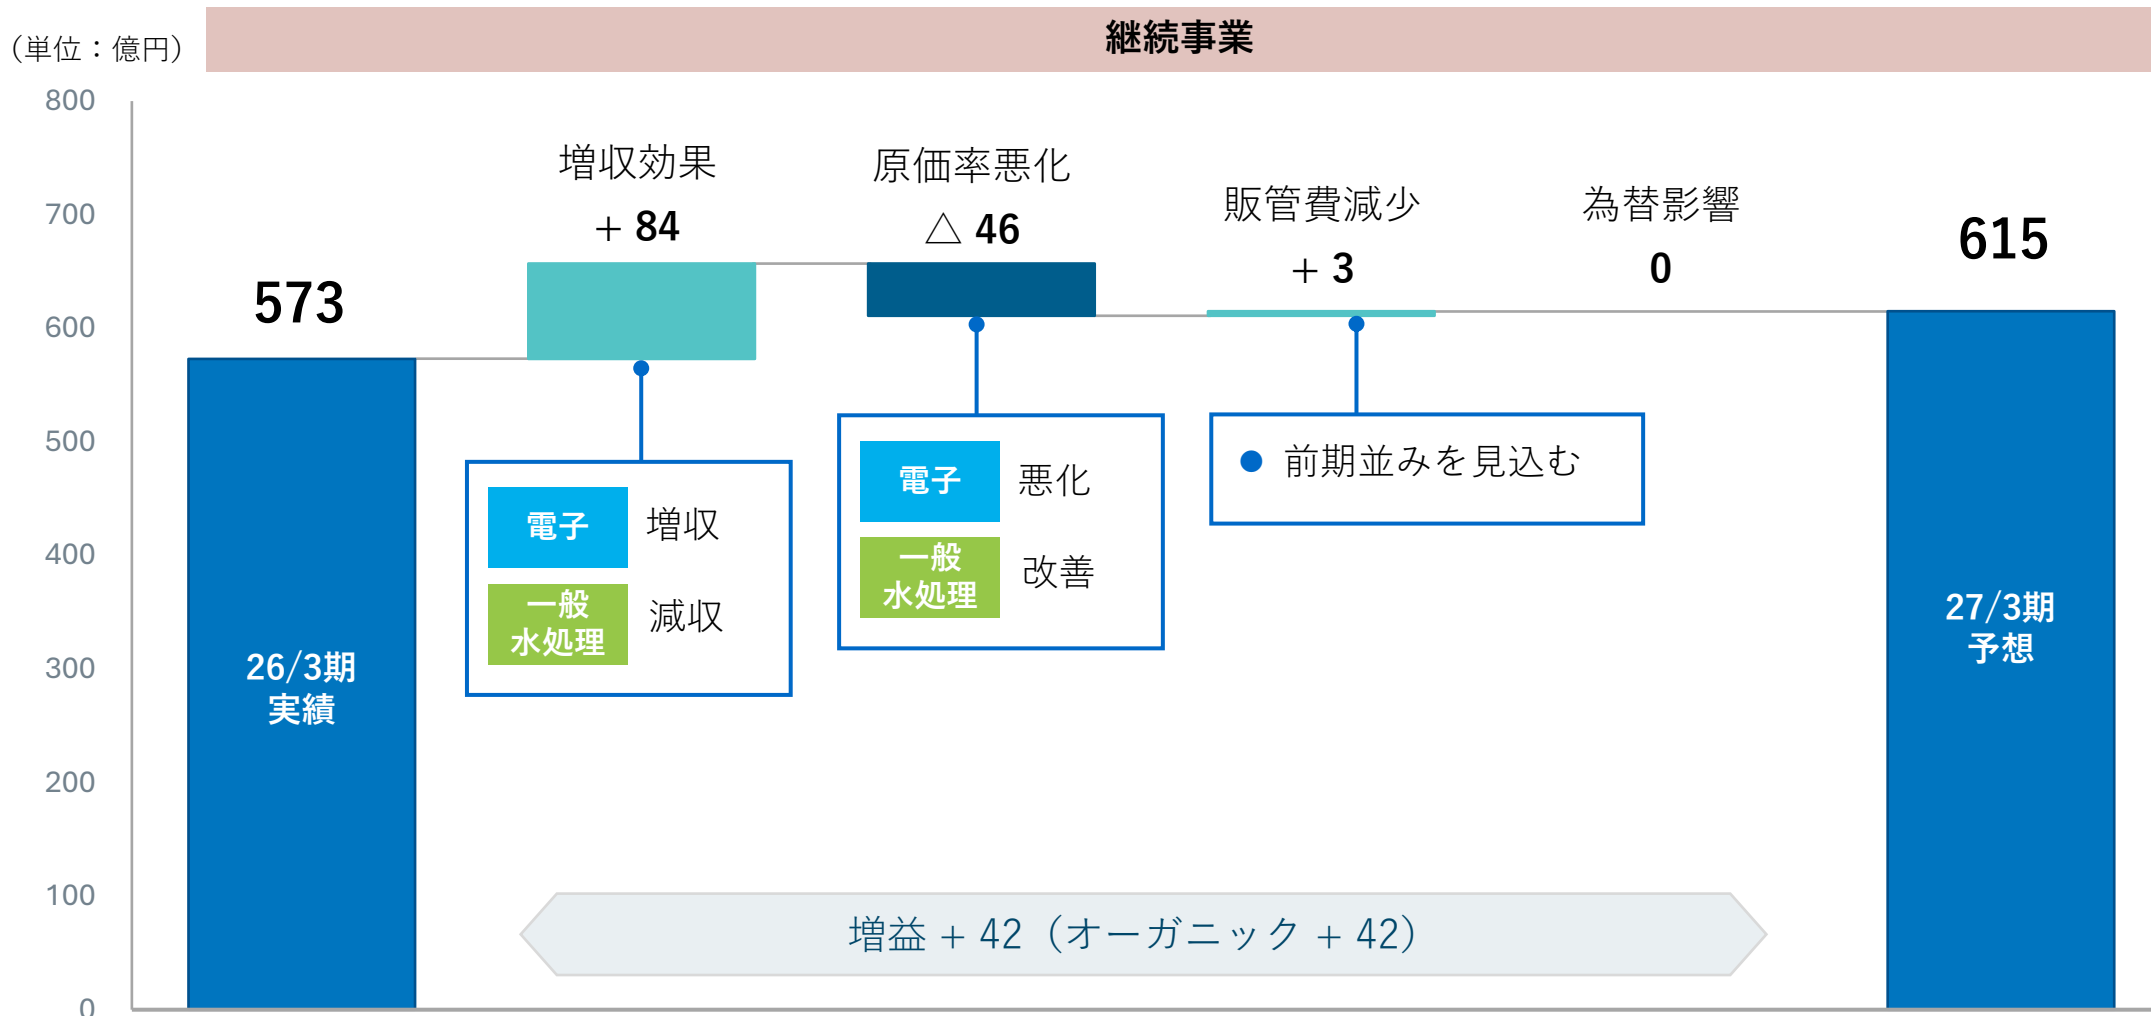 （単位：億円）
継続事業
800
700
600
500
400
300
200
100
0
573
26/3期
実績
増収効果
+ 84
電子
増収
一般
水処理
減収
原価率悪化
△ 46
電子
悪化
一般
水処理
改善
販管費減少
+ 3
● 前期並みを見込む
為替影響
0
615
27/3期
予想
増益 + 42（オーガニック + 42）